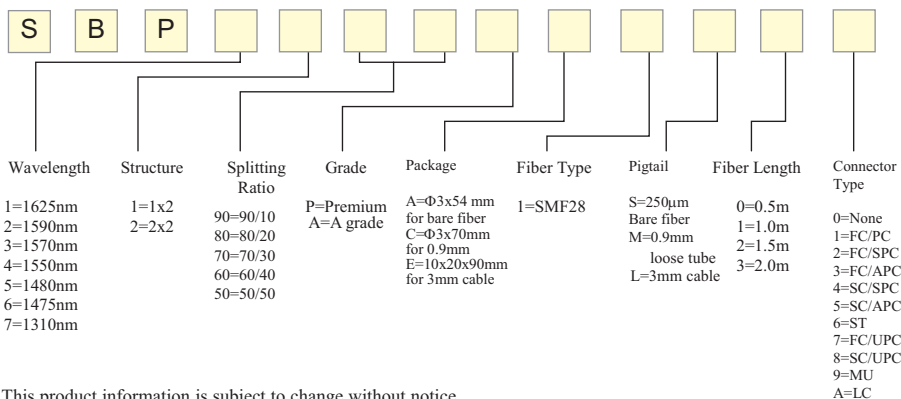 S B P
Wavelength
1=1625nm
2=1590nm
3=1570nm
4=1550nm
5=1480nm
6=1475nm
7=1310nm
Structure
1=1x2
2=2x2
Splitting
Ratio
90=90/10
80=80/20
70=70/30
60=60/40
50=50/50
Grade
P=Premium
A=A grade
Package
A=Φ3x54 mm
for bare fiber
C=Φ3x70mm
for 0.9mm
E=10x20x90mm
for 3mm cable
Fiber Type
1=SMF28
Pigtail
S=250μm
Bare fiber
M=0.9mm
loose tube
L=3mm cable
Fiber Length
0=0.5m
1=1.0m
2=1.5m
3=2.0m
Connector
Type
0=None
1=FC/PC
2=FC/SPC
3=FC/APC
4=SC/SPC
5=SC/APC
6=ST
7=FC/UPC
8=SC/UPC
9=MU
A=LC
This product information is subject to change without notice